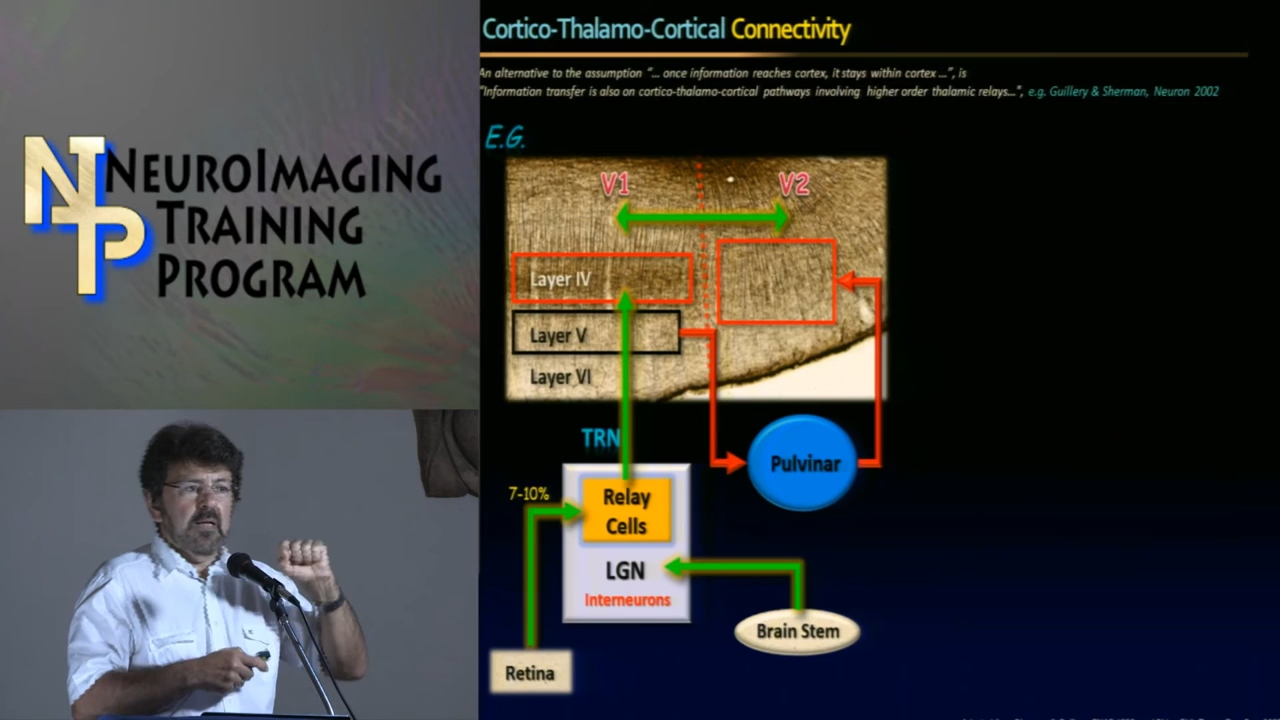 NTP
NEUROIMAGING
TRAINING
PROGRAM
Cortico-Thalamo-Cortical Connectivity
An alternative to the assumption “... once information reaches cortex, it stays within cortex ...”, is
“Information transfer is also on cortico-thalamo-cortical pathways involving higher order thalamic relays...”, e.g. Guillery & Sherman, Neuron 2002
E.G.
V1
V2
Layer IV
Layer V
Layer VI
TRN
Pulvinar
7-10%
Relay
Cells
LGN
Interneurons
Brain Stem
Retina